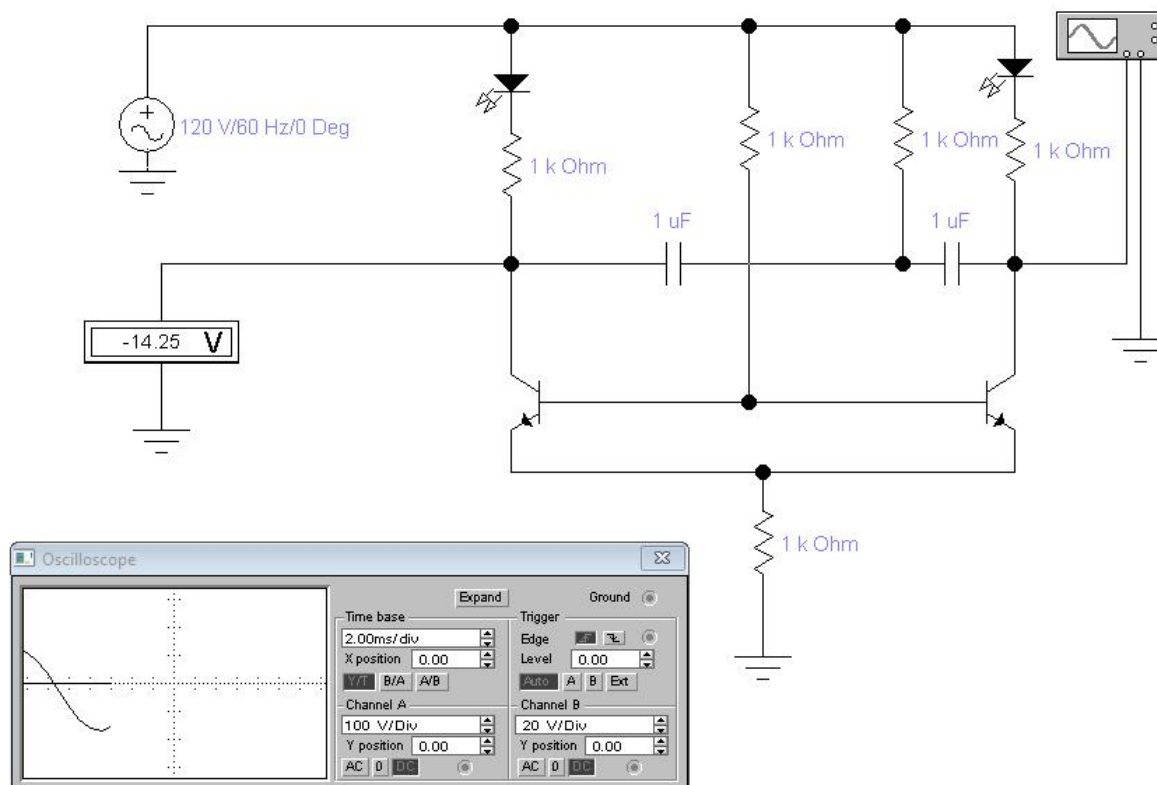 120 V/60 Hz/0 Deg
1 k Ohm
1 k Ohm
1 k Ohm
1 k Ohm
1 uF
1 uF
-14.25 V
1 k Ohm
Oscilloscope
Expand
Ground
Time base
2.00ms/div
X position 0.00
Y/T B/A A/B
Trigger
Edge
Level 0.00
Auto A B Ext
Channel A
100 V/Div
Y position 0.00
AC 0 DC
Channel B
20 V/Div
Y position 0.00
AC 0 DC